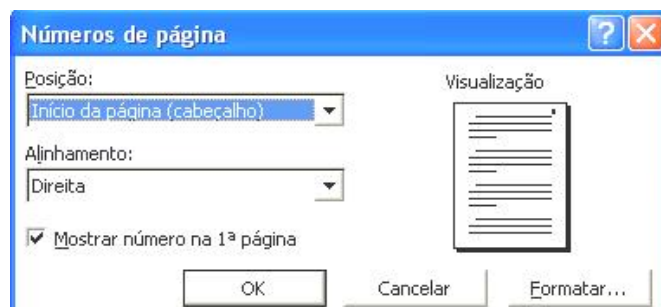 Números de página
Posição:
Visualização
Início da página (cabeçalho)
Alinhamento:
Direita
Mostrar número na 1ª página
OK
Cancelar
Formatar...